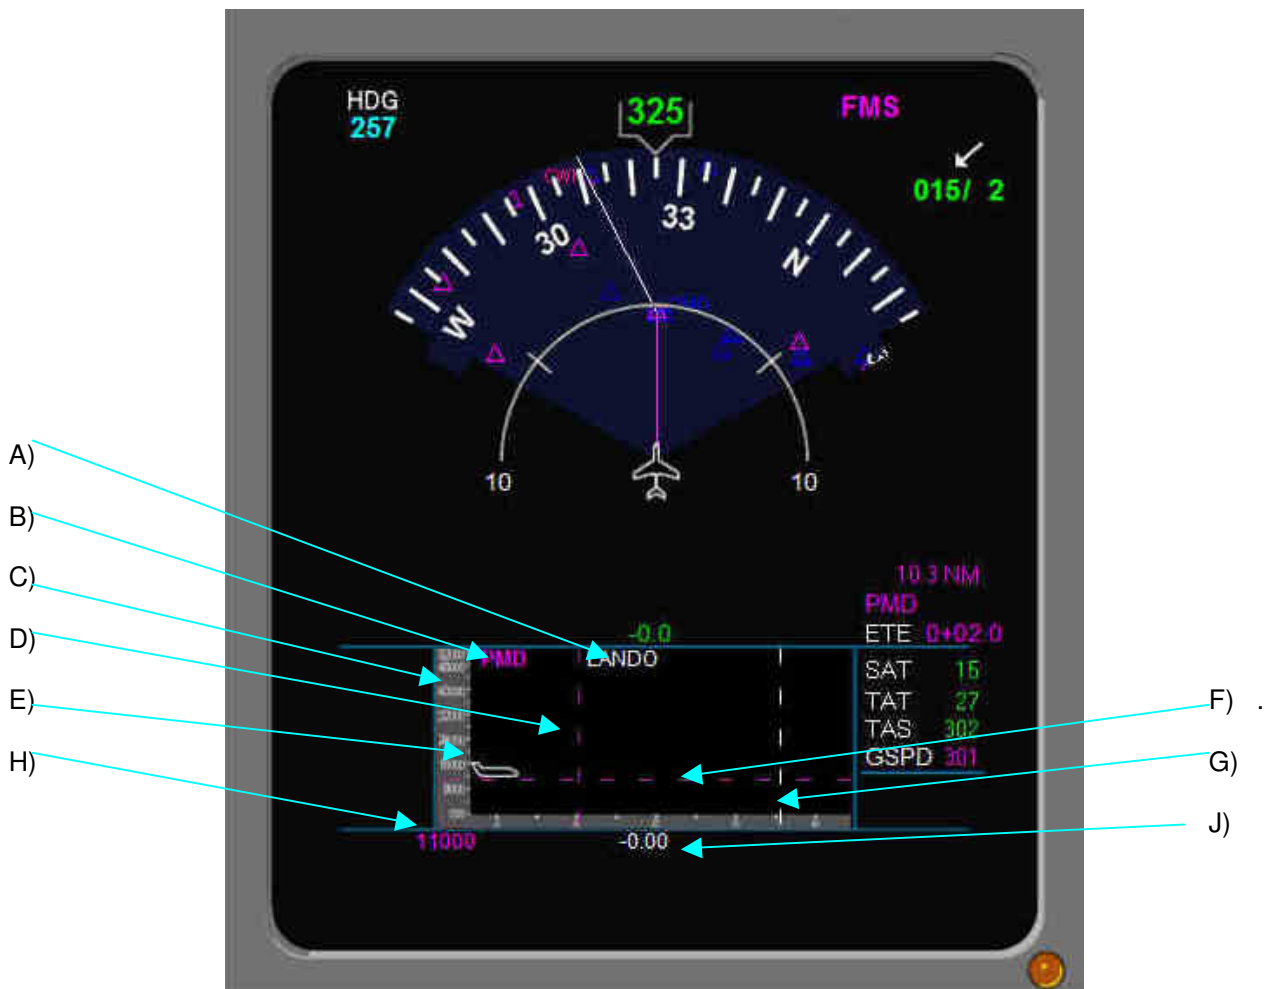 HDG
257
325
FMS
015/ 2
30
33
N
W
10
10
A)
B)
C)
D)
E)
H)
10.3 NM
PMD
ETE 0+02.0
-0.0
PMD
LANDO
SAT 15
TAT 27
TAS 302
GSPD 301
F) .
G)
J)
11000
-0.00